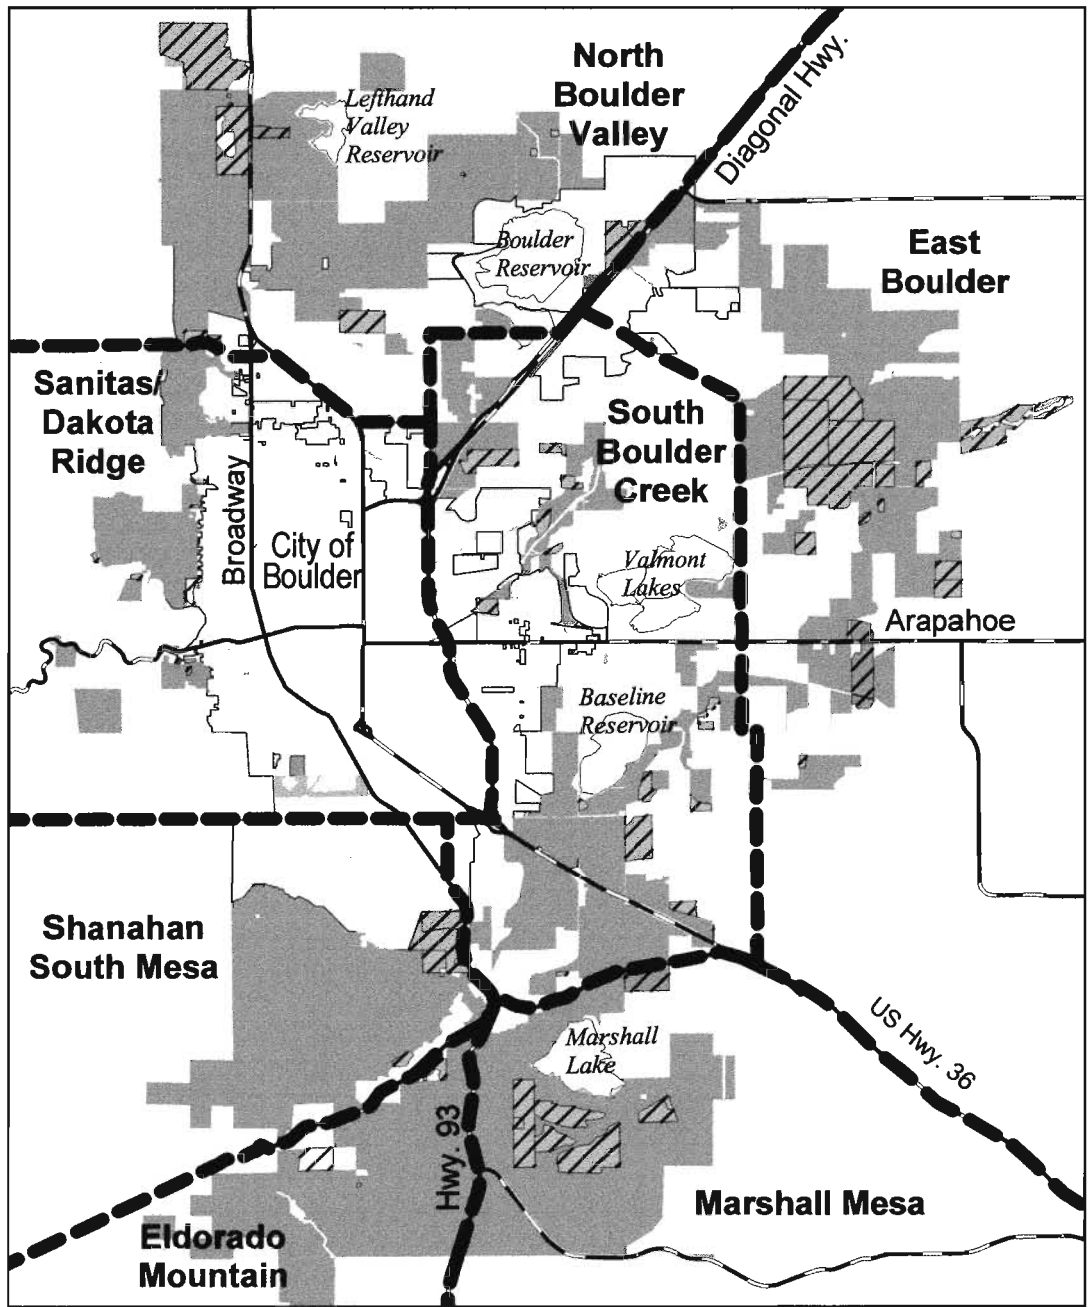 North
Boulder
Valley
Diagonal Hwy.
Lefthand
Valley
Reservoir
Boulder
Reservoir
East
Boulder
Sanitas/
Dakota
Ridge
South
Boulder
Creek
Broadway
City of
Boulder
Valmont
Lakes
Arapahoe
Baseline
Reservoir
Shanahan
South Mesa
Marshall
Lake
US Hwy. 36
Hwy. 93
Marshall Mesa
Eldorado
Mountain